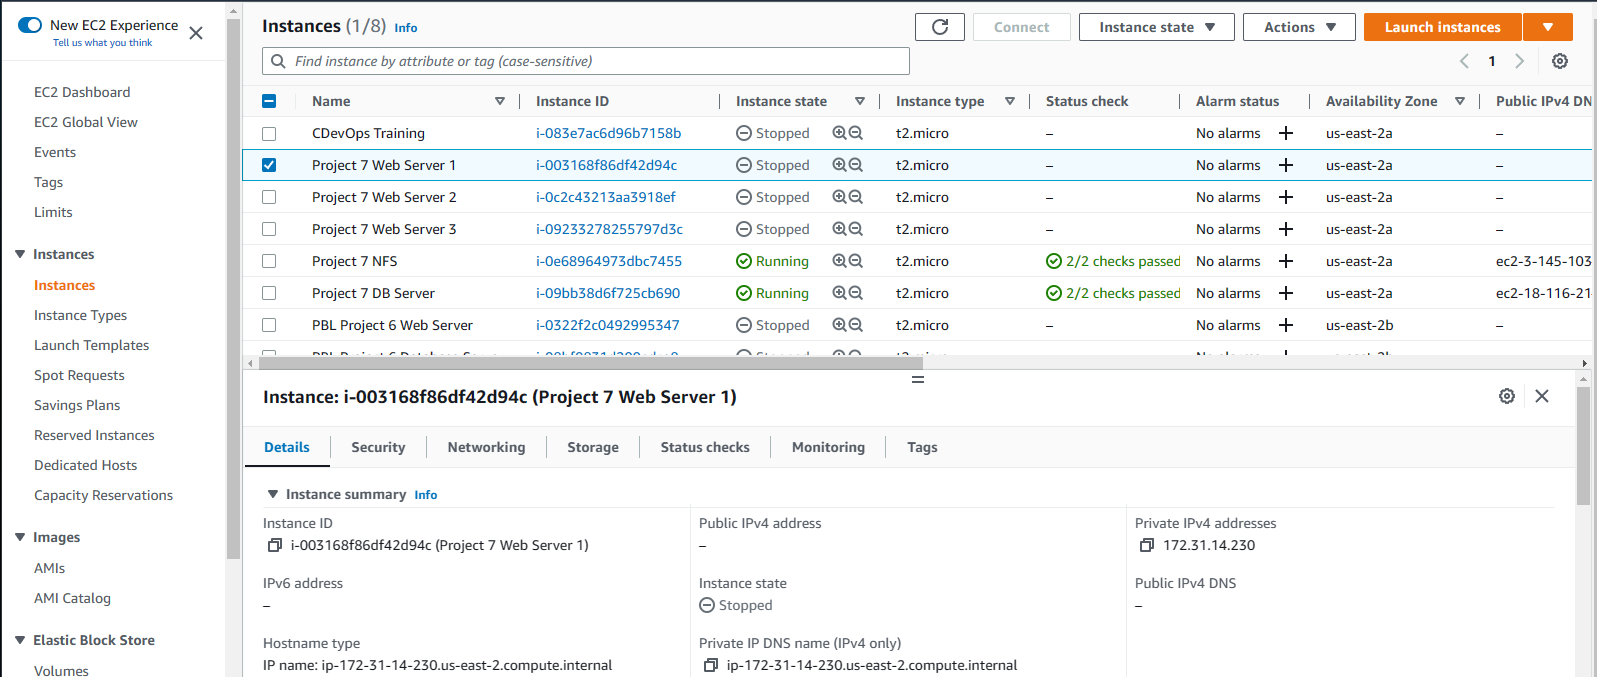 New EC2 Experience
Tell us what you think
EC2 Dashboard
EC2 Global View
Events
Tags
Limits
Instances
Instances
Instance Types
Launch Templates
Spot Requests
Savings Plans
Reserved Instances
Dedicated Hosts
Capacity Reservations
Images
AMIs
AMI Catalog
Elastic Block Store
Volumes
Instances (1/8) Info
Connect Instance state Actions Launch instances
Find instance by attribute or tag (case-sensitive)
1
Name Instance ID Instance state Instance type Status check Alarm status Availability Zone Public IPv4 DN
CDevOps Training i-083e7ac6d96b7158b Stopped t2.micro – No alarms + us-east-2a –
Project 7 Web Server 1 i-003168f86df42d94c Stopped t2.micro – No alarms + us-east-2a –
Project 7 Web Server 2 i-0c2c43213aa3918ef Stopped t2.micro – No alarms + us-east-2a –
Project 7 Web Server 3 i-09233278255797d3c Stopped t2.micro – No alarms + us-east-2a –
Project 7 NFS i-0e68964973dbc7455 Running t2.micro 2/2 checks passed No alarms + us-east-2a ec2-3-145-103
Project 7 DB Server i-09bb38d6f725cb690 Running t2.micro 2/2 checks passed No alarms + us-east-2a ec2-18-116-21
PBL Project 6 Web Server i-0322f2c0492995347 Stopped t2.micro – No alarms + us-east-2b –
Instance: i-003168f86df42d94c (Project 7 Web Server 1)
Details Security Networking Storage Status checks Monitoring Tags
Instance summary Info
Instance ID
i-003168f86df42d94c (Project 7 Web Server 1)
Public IPv4 address
–
Private IPv4 addresses
172.31.14.230
IPv6 address
–
Instance state
Stopped
Public IPv4 DNS
–
Hostname type
IP name: ip-172-31-14-230.us-east-2.compute.internal
Private IP DNS name (IPv4 only)
ip-172-31-14-230.us-east-2.compute.internal